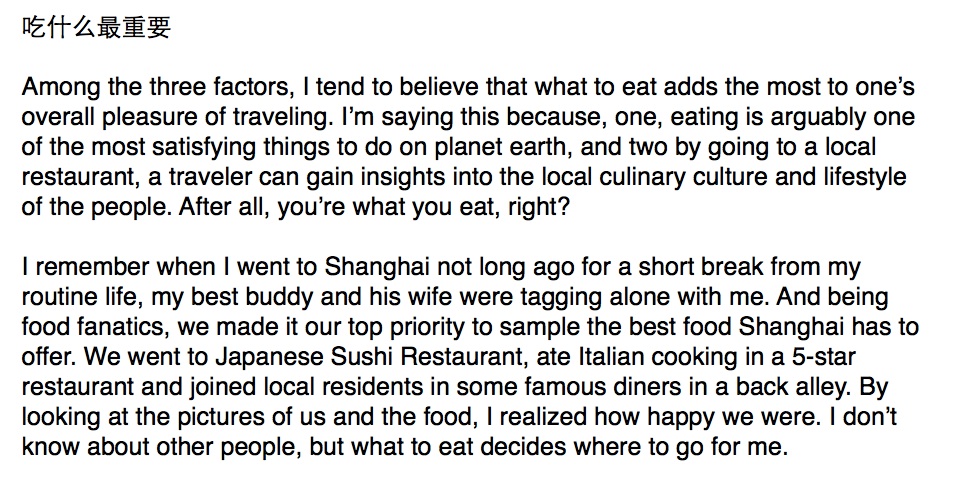 吃什么最重要
Among the three factors, I tend to believe that what to eat adds the most to one’s
overall pleasure of traveling. I’m saying this because, one, eating is arguably one
of the most satisfying things to do on planet earth, and two by going to a local
restaurant, a traveler can gain insights into the local culinary culture and lifestyle
of the people. After all, you’re what you eat, right?
I remember when I went to Shanghai not long ago for a short break from my
routine life, my best buddy and his wife were tagging alone with me. And being
food fanatics, we made it our top priority to sample the best food Shanghai has to
offer. We went to Japanese Sushi Restaurant, ate Italian cooking in a 5-star
restaurant and joined local residents in some famous diners in a back alley. By
looking at the pictures of us and the food, I realized how happy we were. I don’t
know about other people, but what to eat decides where to go for me.